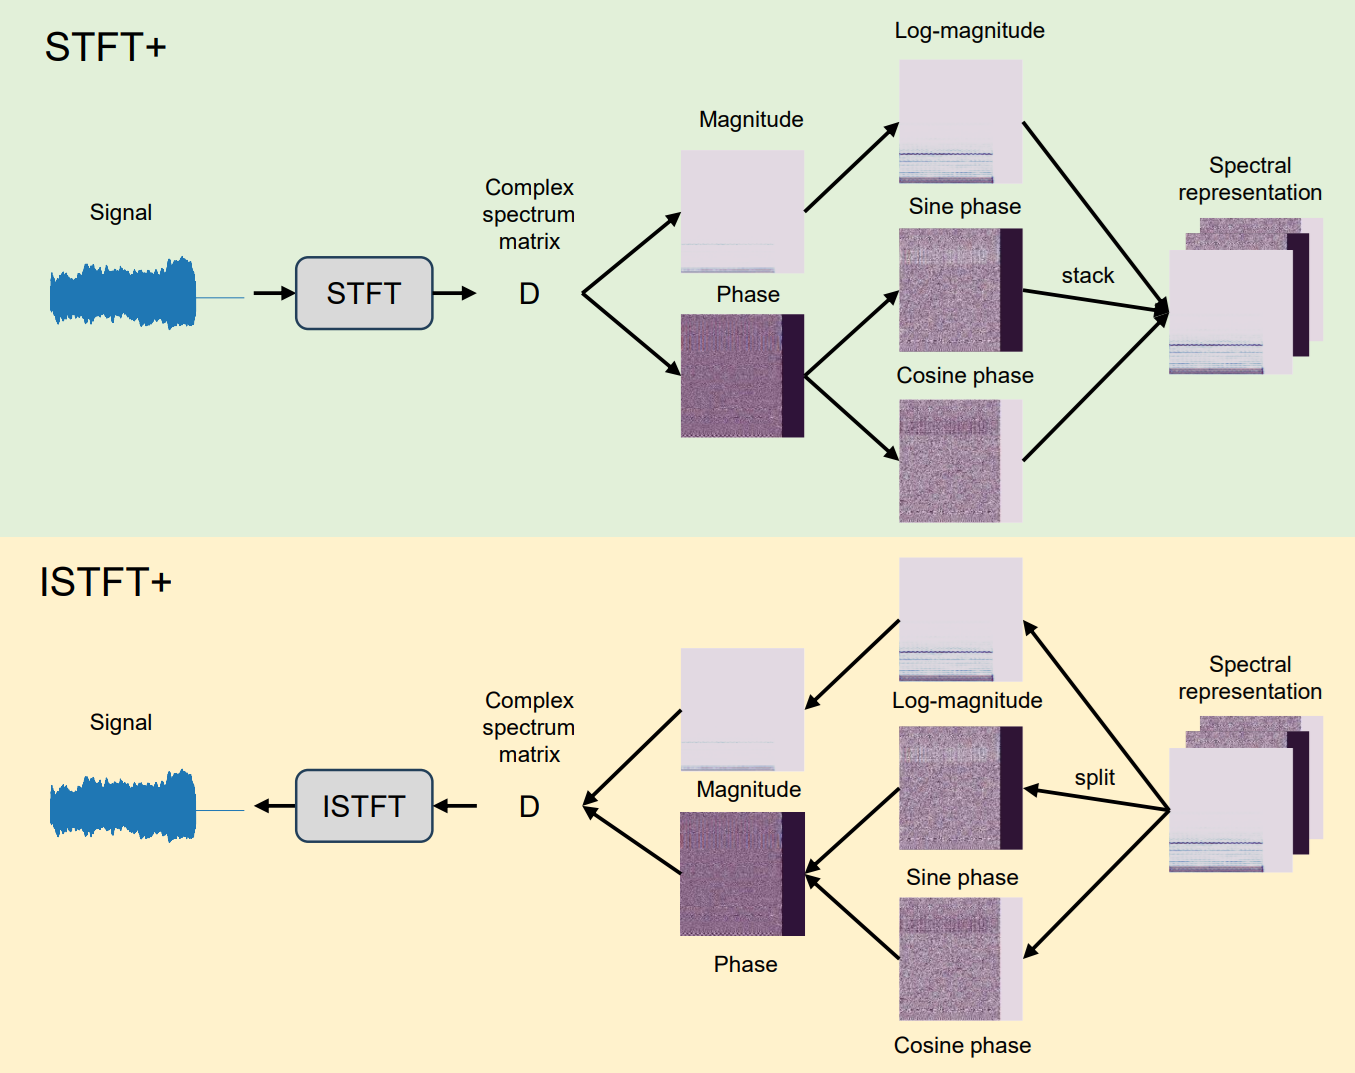 STFT+
Signal
STFT
Complex
spectrum
matrix
D
Magnitude
Phase
Log-magnitude
Sine phase
Cosine phase
stack
Spectral
representation
ISTFT+
Signal
ISTFT
Complex
spectrum
matrix
D
Magnitude
Phase
Log-magnitude
Sine phase
Cosine phase
split
Spectral
representation